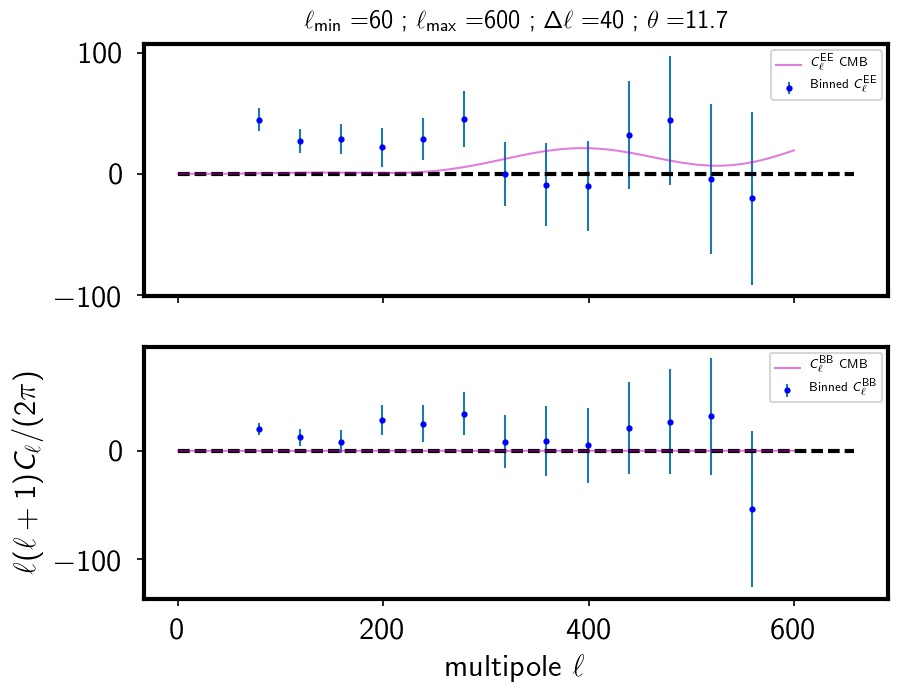 ℓmin =60 ; ℓmax =600 ; Δℓ =40 ; θ =11.7
100
0
−100
C_ℓ^EE CMB
Binned C_ℓ^EE
ℓ(ℓ + 1)C_ℓ/(2π)
0
−100
C_ℓ^BB CMB
Binned C_ℓ^BB
0 200 400 600
multipole ℓ